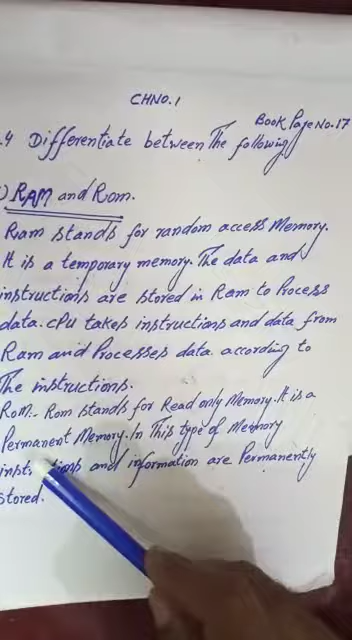 CHNO.1
Book Page No.17
.4 Differentiate between The following
) RAM and Rom.
Ram stands for random access Memory.
It is a temporary memory. The data and
instructions are stored in Ram to Process
data. CPU takes instructions and data from
Ram and Processes data according to
The instructions.
ROM:- Rom stands for Read only Memory. It is a
Permanent Memory. In This type of Memory
and information are Permanently
stored.